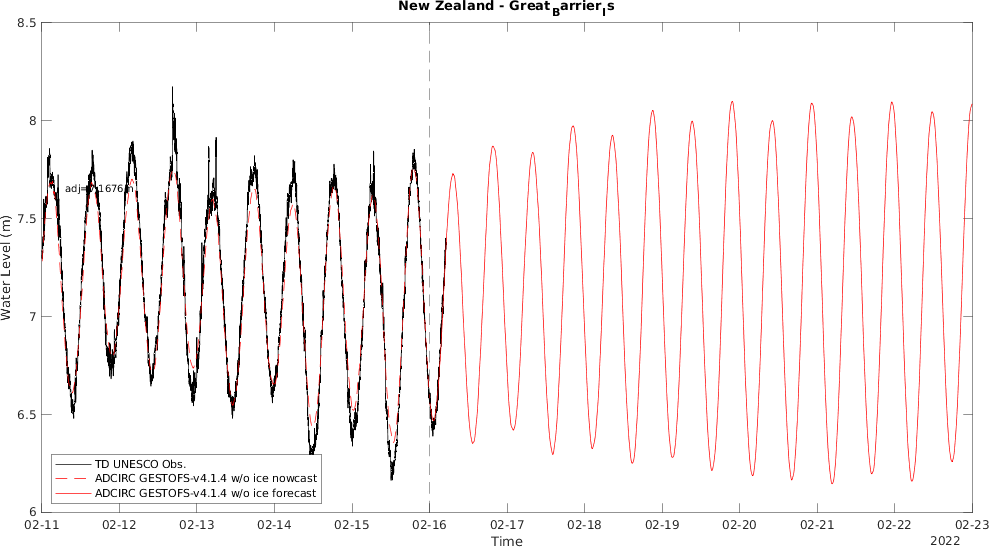 New Zealand - GreatBarrierIs
8.5
8
7.5
7
6.5
6
Water Level (m)
TD UNESCO Obs.
ADCIRC GESTOFS-v4.1.4 w/o ice nowcast
ADCIRC GESTOFS-v4.1.4 w/o ice forecast
02-11 02-12 02-13 02-14 02-15 02-16 02-17 02-18 02-19 02-20 02-21 02-22 02-23
Time
2022